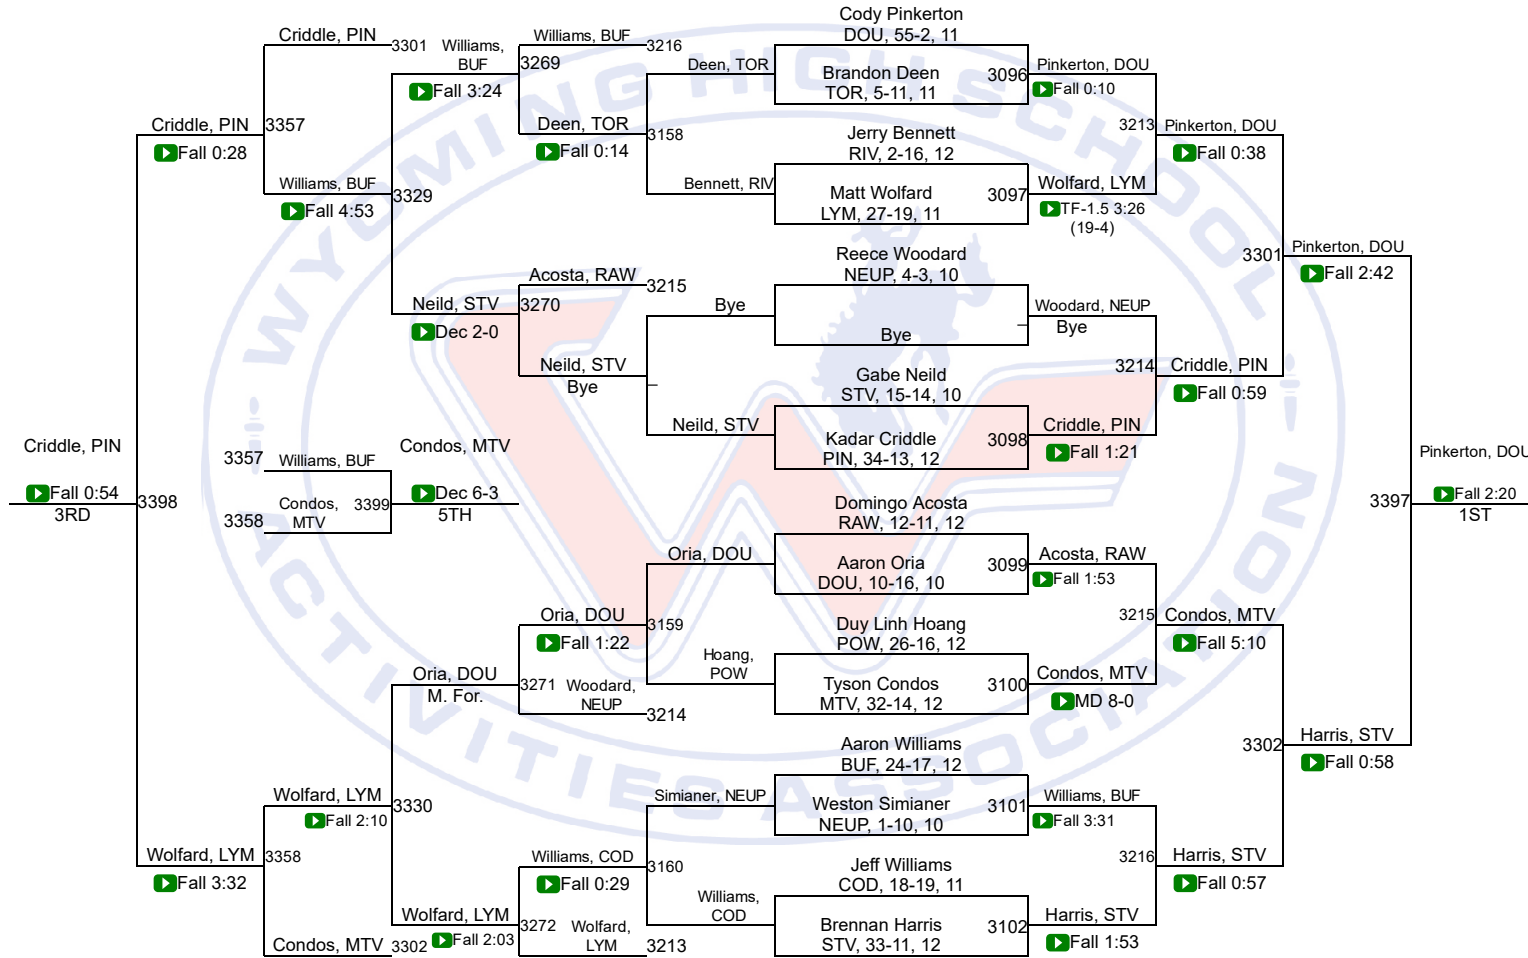 Criddle, PIN
3301
Williams,
BUF
Fall 3:24
Williams, BUF
3216
3269
Deen, TOR
Fall 0:14
3158
Deen, TOR
Bennett, RIV
Cody Pinkerton
DOU, 55-2, 11
Brandon Deen
TOR, 5-11, 11
3096
Pinkerton, DOU
Fall 0:10
Jerry Bennett
RIV, 2-16, 12
Matt Wolfard
LYM, 27-19, 11
3097
Wolfard, LYM
TF-1.5 3:26
(19-4)
3213
Pinkerton, DOU
Fall 0:38
Criddle, PIN
Fall 0:28
3357
Williams, BUF
Fall 4:53
3329
Neild, STV
Dec 2-0
Acosta, RAW
3215
3270
Neild, STV
Bye
Bye
Neild, STV
Reece Woodard
NEUP, 4-3, 10
Bye
Woodard, NEUP
Bye
Gabe Neild
STV, 15-14, 10
Kadar Criddle
PIN, 34-13, 12
3098
Criddle, PIN
Fall 1:21
3214
Criddle, PIN
Fall 0:59
3301
Pinkerton, DOU
Fall 2:42
Criddle, PIN
Fall 0:54
3RD
3398
3357
Williams, BUF
3358
Condos,
MTV
3399
Condos, MTV
Dec 6-3
5TH
3397
Pinkerton, DOU
Fall 2:20
1ST
Domingo Acosta
RAW, 12-11, 12
Aaron Oria
DOU, 10-16, 10
3099
Acosta, RAW
Fall 1:53
Oria, DOU
Oria, DOU
Fall 1:22
3159
Hoang,
POW
Duy Linh Hoang
POW, 26-16, 12
Tyson Condos
MTV, 32-14, 12
3100
Condos, MTV
MD 8-0
3215
Condos, MTV
Fall 5:10
Oria, DOU
M. For.
3271
Woodard,
NEUP
3214
Aaron Williams
BUF, 24-17, 12
Weston Simianer
NEUP, 1-10, 10
3101
Williams, BUF
Fall 3:31
3302
Harris, STV
Fall 0:58
Wolfard, LYM
Fall 2:10
3330
Simianer, NEUP
Williams, COD
Fall 0:29
3160
Williams,
COD
Jeff Williams
COD, 18-19, 11
Brennan Harris
STV, 33-11, 12
3102
Harris, STV
Fall 1:53
3216
Harris, STV
Fall 0:57
Wolfard, LYM
Fall 3:32
3358
Condos, MTV
3302
Wolfard, LYM
Fall 2:03
3272
Wolfard,
LYM
3213
WYOMING HIGH SCHOOL
ACTIVITIES ASSOCIATION